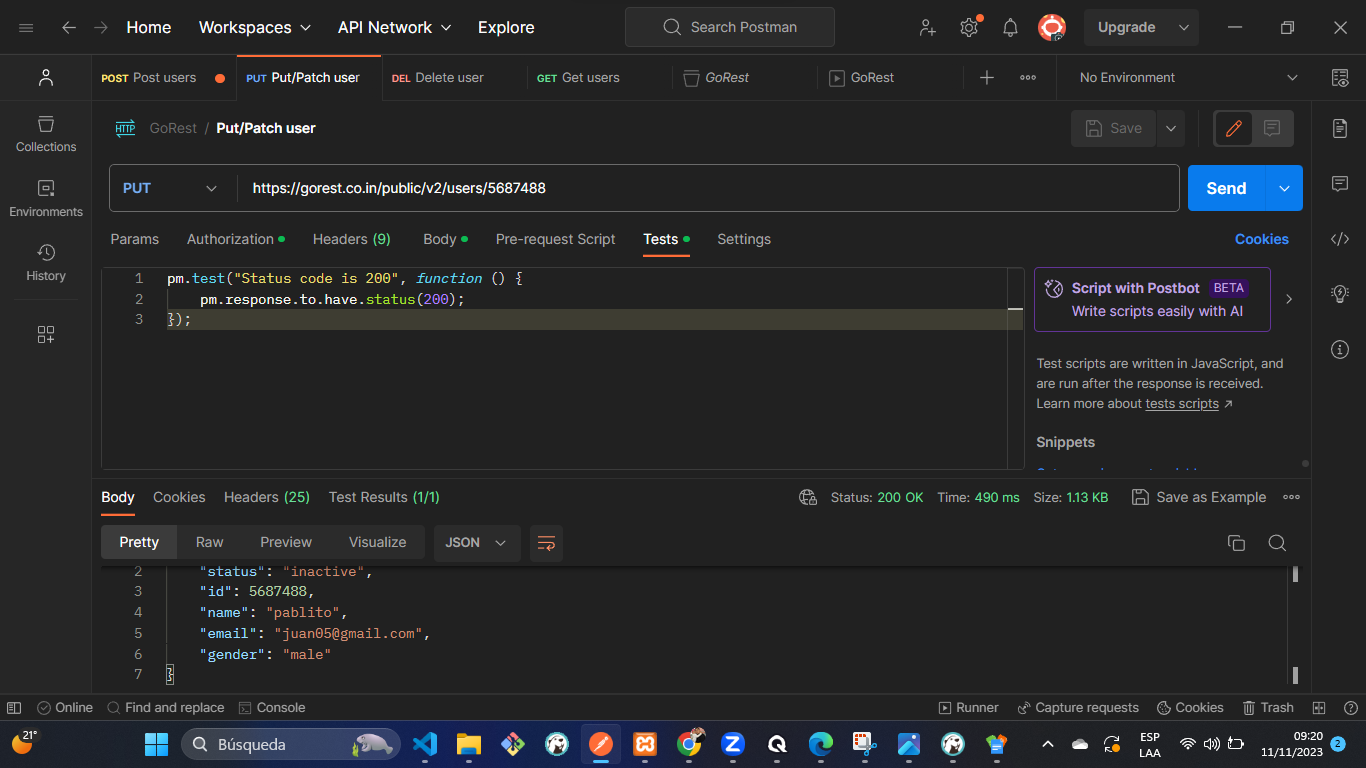 Home Workspaces API Network Explore Search Postman Upgrade
POST Post users PUT Put/Patch user DEL Delete user GET Get users GoRest GoRest No Environment
HTTP GoRest / Put/Patch user Save
Collections
Environments
History
PUT https://gorest.co.in/public/v2/users/5687488 Send
Params Authorization Headers (9) Body Pre-request Script Tests Settings Cookies
1 pm.test("Status code is 200", function () {
2 pm.response.to.have.status(200);
3 });
Script with Postbot BETA
Write scripts easily with AI
Test scripts are written in JavaScript, and
are run after the response is received.
Learn more about tests scripts ↗
Snippets
Body Cookies Headers (25) Test Results (1/1) Status: 200 OK Time: 490 ms Size: 1.13 KB Save as Example
Pretty Raw Preview Visualize JSON
2 "status": "inactive",
3 "id": 5687488,
4 "name": "pablito",
5 "email": "juan05@gmail.com",
6 "gender": "male"
7 }
Online Find and replace Console Runner Capture requests Cookies Trash
21° Búsqueda ESP 09:20
LAA 11/11/2023 2